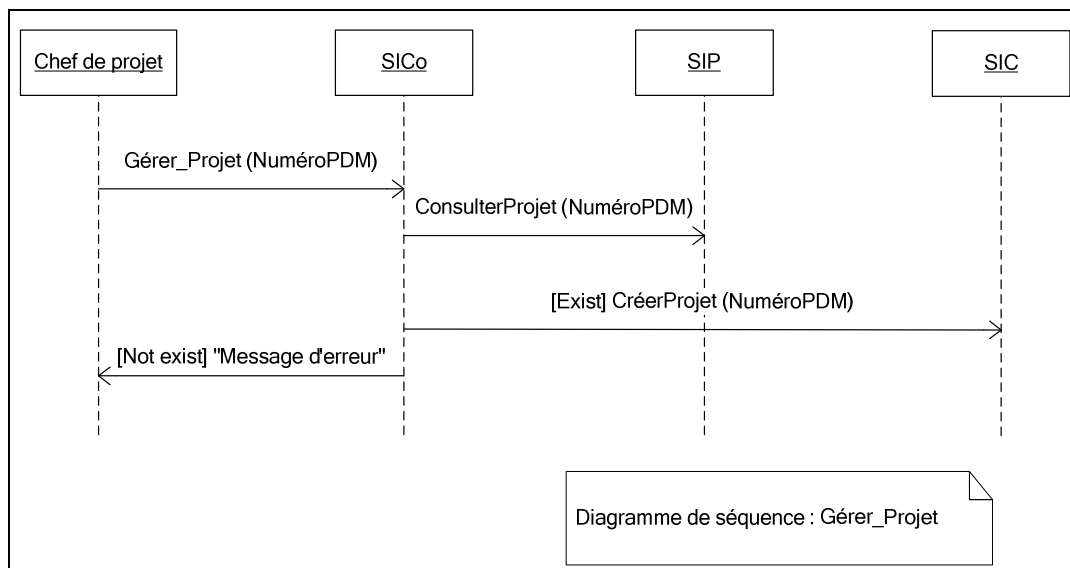 Chef de projet
SICo
SIP
SIC
Gérer_Projet (NuméroPDM)
ConsulterProjet (NuméroPDM)
[Exist] CréerProjet (NuméroPDM)
[Not exist] "Message d'erreur"
Diagramme de séquence : Gérer_Projet